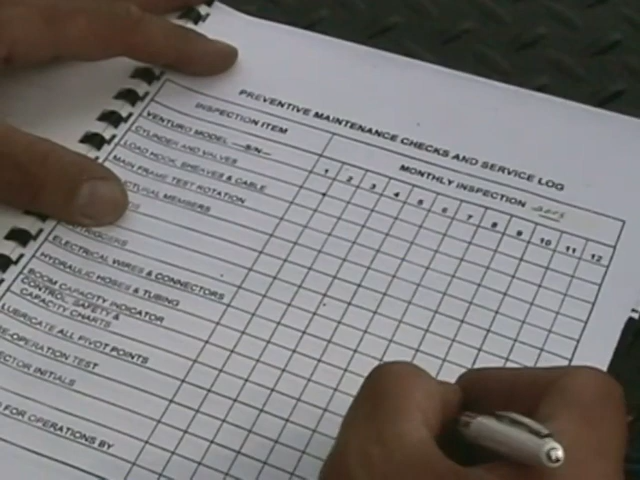 PREVENTIVE MAINTENANCE CHECKS AND SERVICE LOG
INSPECTION ITEM
MONTHLY INSPECTION
1 2 3 4 5 6 7 8 9 10 11 12
VENTURO MODEL S/N
CYLINDER AND VALVES
LOAD HOOK, SHEAVES & CABLE
MAIN FRAME TEST ROTATION
MEMBERS
ELECTRICAL WIRES & CONNECTORS
HYDRAULIC HOSES & TUBING
BOOM CAPACITY INDICATOR
CONTROL, SAFETY &
CAPACITY CHARTS
LUBRICATE ALL PIVOT POINTS
TEST
INITIALS
FOR OPERATIONS BY